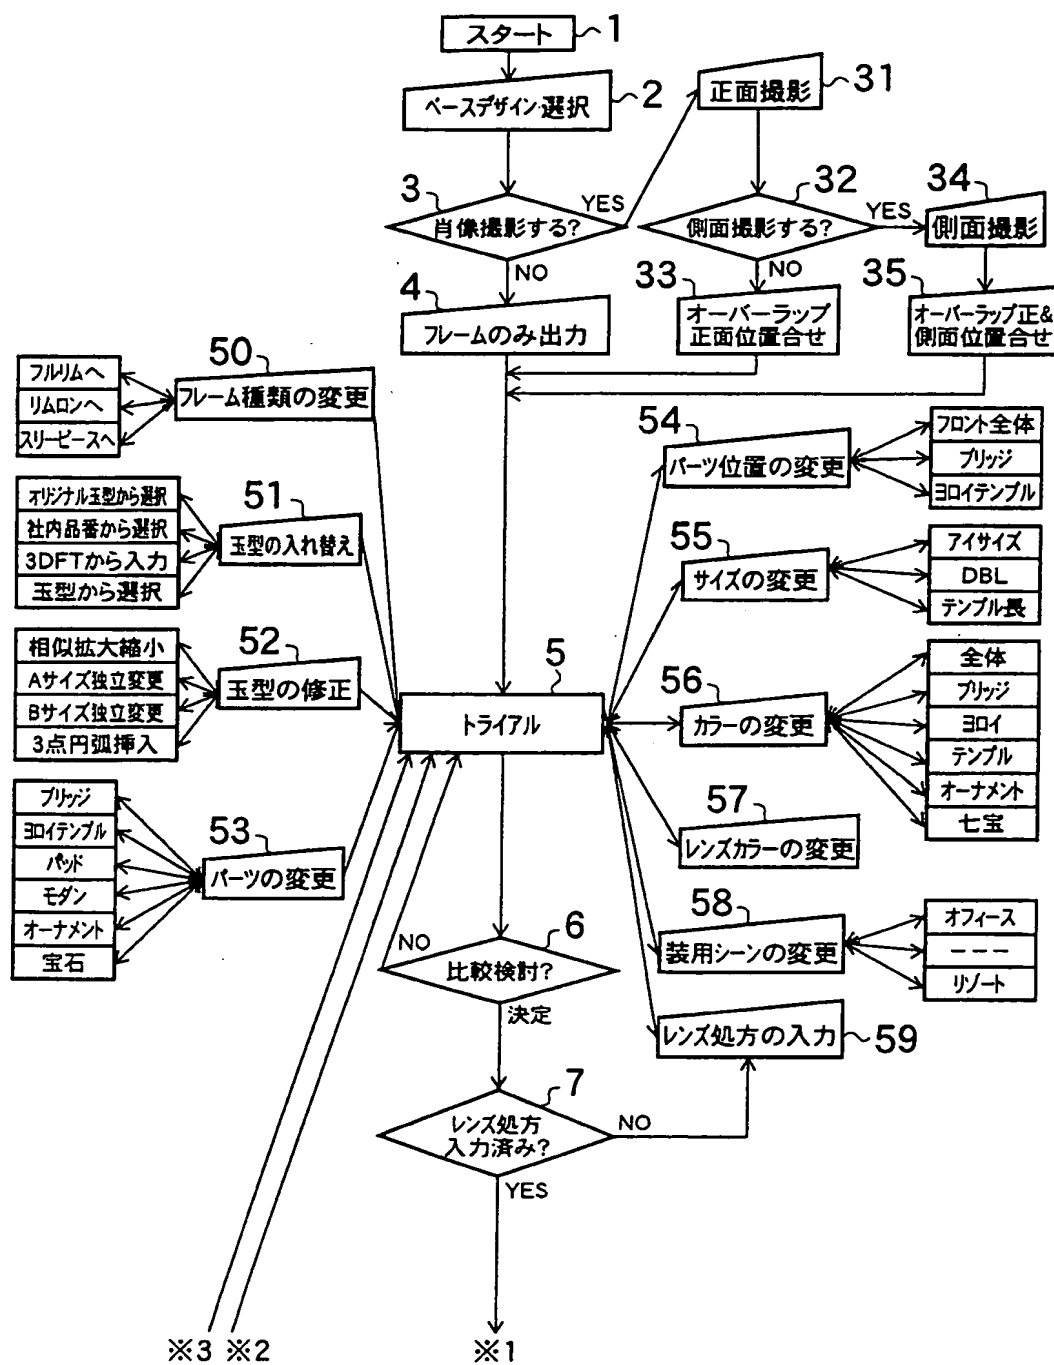 スタート
1
ベースデザイン選択
2
正面撮影
31
3
肖像撮影する?
YES
NO
32
側面撮影する?
YES
NO
34
側面撮影
4
フレームのみ出力
33
オーバーラップ
正面位置合せ
35
オーバーラップ正&
側面位置合せ
50
フレーム種類の変更
フルリムへ
リムロンへ
スリーピースへ
51
玉型の入れ替え
オリジナル玉型から選択
社内品番から選択
3DFTから入力
玉型から選択
52
玉型の修正
相似拡大縮小
Aサイズ独立変更
Bサイズ独立変更
3点円弧挿入
53
パーツの変更
ブリッジ
ヨロイテンプル
パッド
モダン
オーナメント
宝石
54
パーツ位置の変更
フロント全体
ブリッジ
ヨロイテンプル
55
サイズの変更
アイサイズ
DBL
テンプル長
5
トライアル
56
カラーの変更
全体
ブリッジ
ヨロイ
テンプル
オーナメント
七宝
57
レンズカラーの変更
58
装用シーンの変更
オフィース
---
リゾート
6
比較検討?
NO
決定
レンズ処方の入力
59
7
レンズ処方
入力済み?
NO
YES
※3
※2
※1